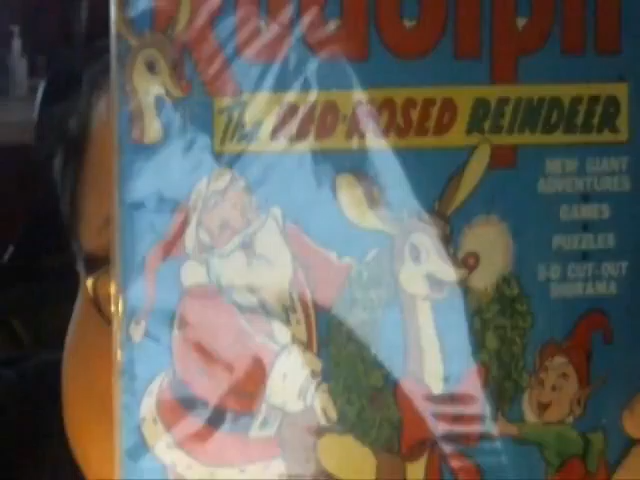 Rudolph
The RED-NOSED REINDEER
NEW GIANT
ADVENTURES
GAMES
PUZZLES
3-D CUT-OUT
DIORAMA